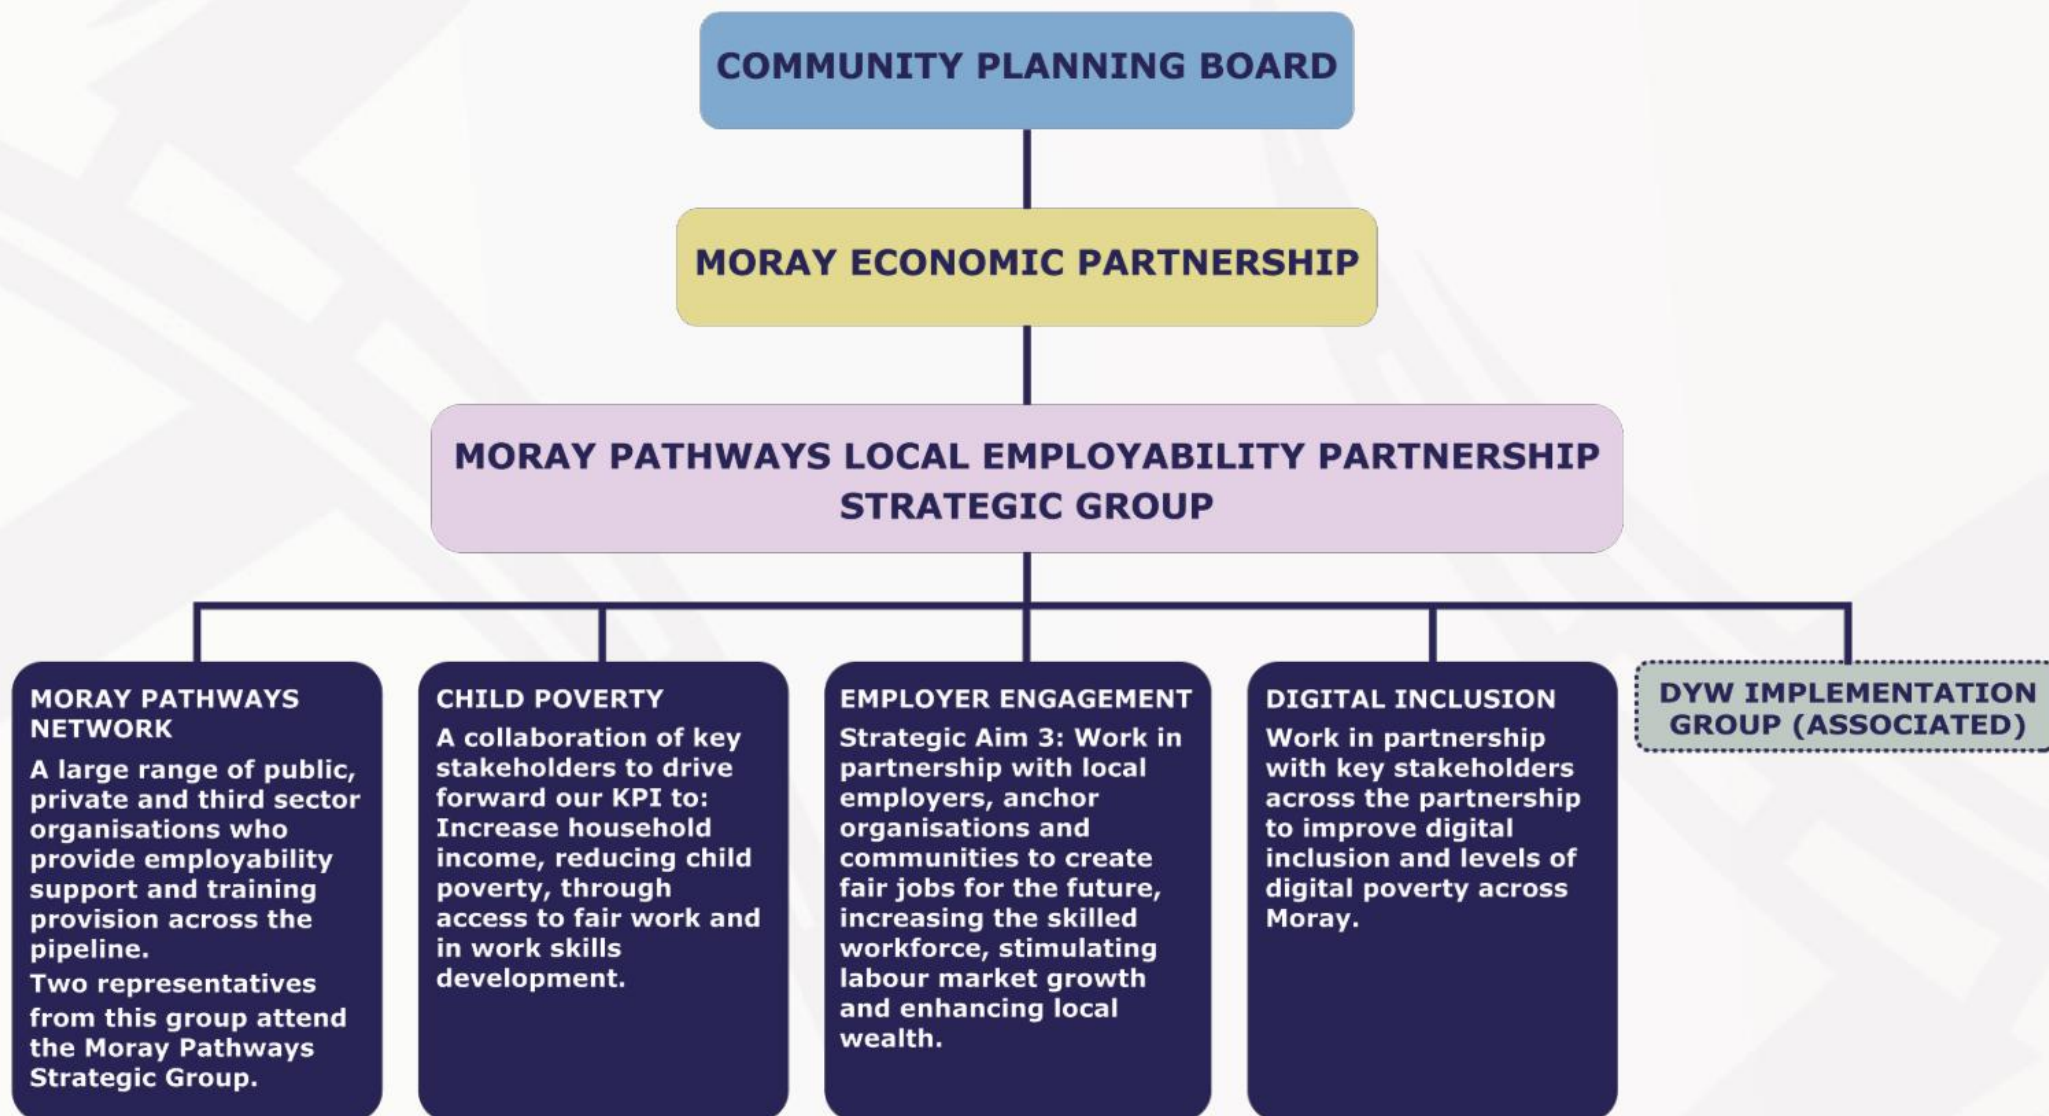 COMMUNITY PLANNING BOARD
MORAY ECONOMIC PARTNERSHIP
MORAY PATHWAYS LOCAL EMPLOYABILITY PARTNERSHIP
STRATEGIC GROUP
MORAY PATHWAYS
NETWORK
A large range of public,
private and third sector
organisations who
provide employability
support and training
provision across the
pipeline.
Two representatives
from this group attend
the Moray Pathways
Strategic Group.
CHILD POVERTY
A collaboration of key
stakeholders to drive
forward our KPI to:
Increase household
income, reducing child
poverty, through
access to fair work and
in work skills
development.
EMPLOYER ENGAGEMENT
Strategic Aim 3: Work in
partnership with local
employers, anchor
organisations and
communities to create
fair jobs for the future,
increasing the skilled
workforce, stimulating
labour market growth
and enhancing local
wealth.
DIGITAL INCLUSION
Work in partnership
with key stakeholders
across the partnership
to improve digital
inclusion and levels of
digital poverty across
Moray.
DYW IMPLEMENTATION
GROUP (ASSOCIATED)